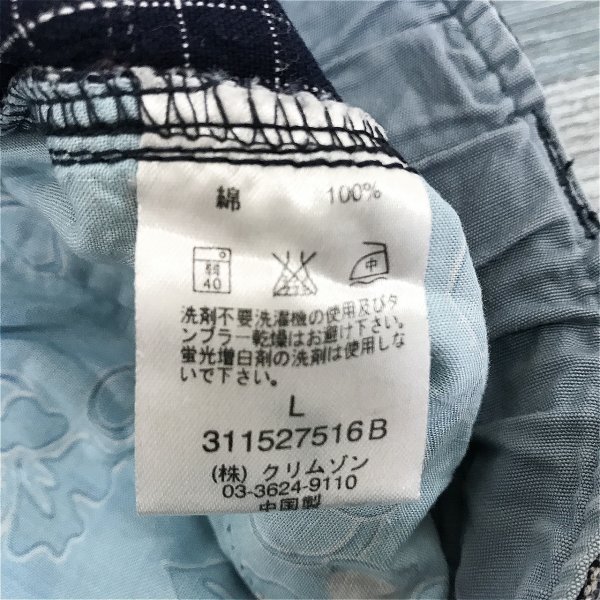 綿 100%
弱 40 エンソ 中
洗剤不要洗濯機の使用及びタ
ンブラー乾燥はお避け下さい。
蛍光増白剤の洗剤は使用しな
いで下さい。
L
311527516B
(株) クリムゾン
03-3624-9110
中国製